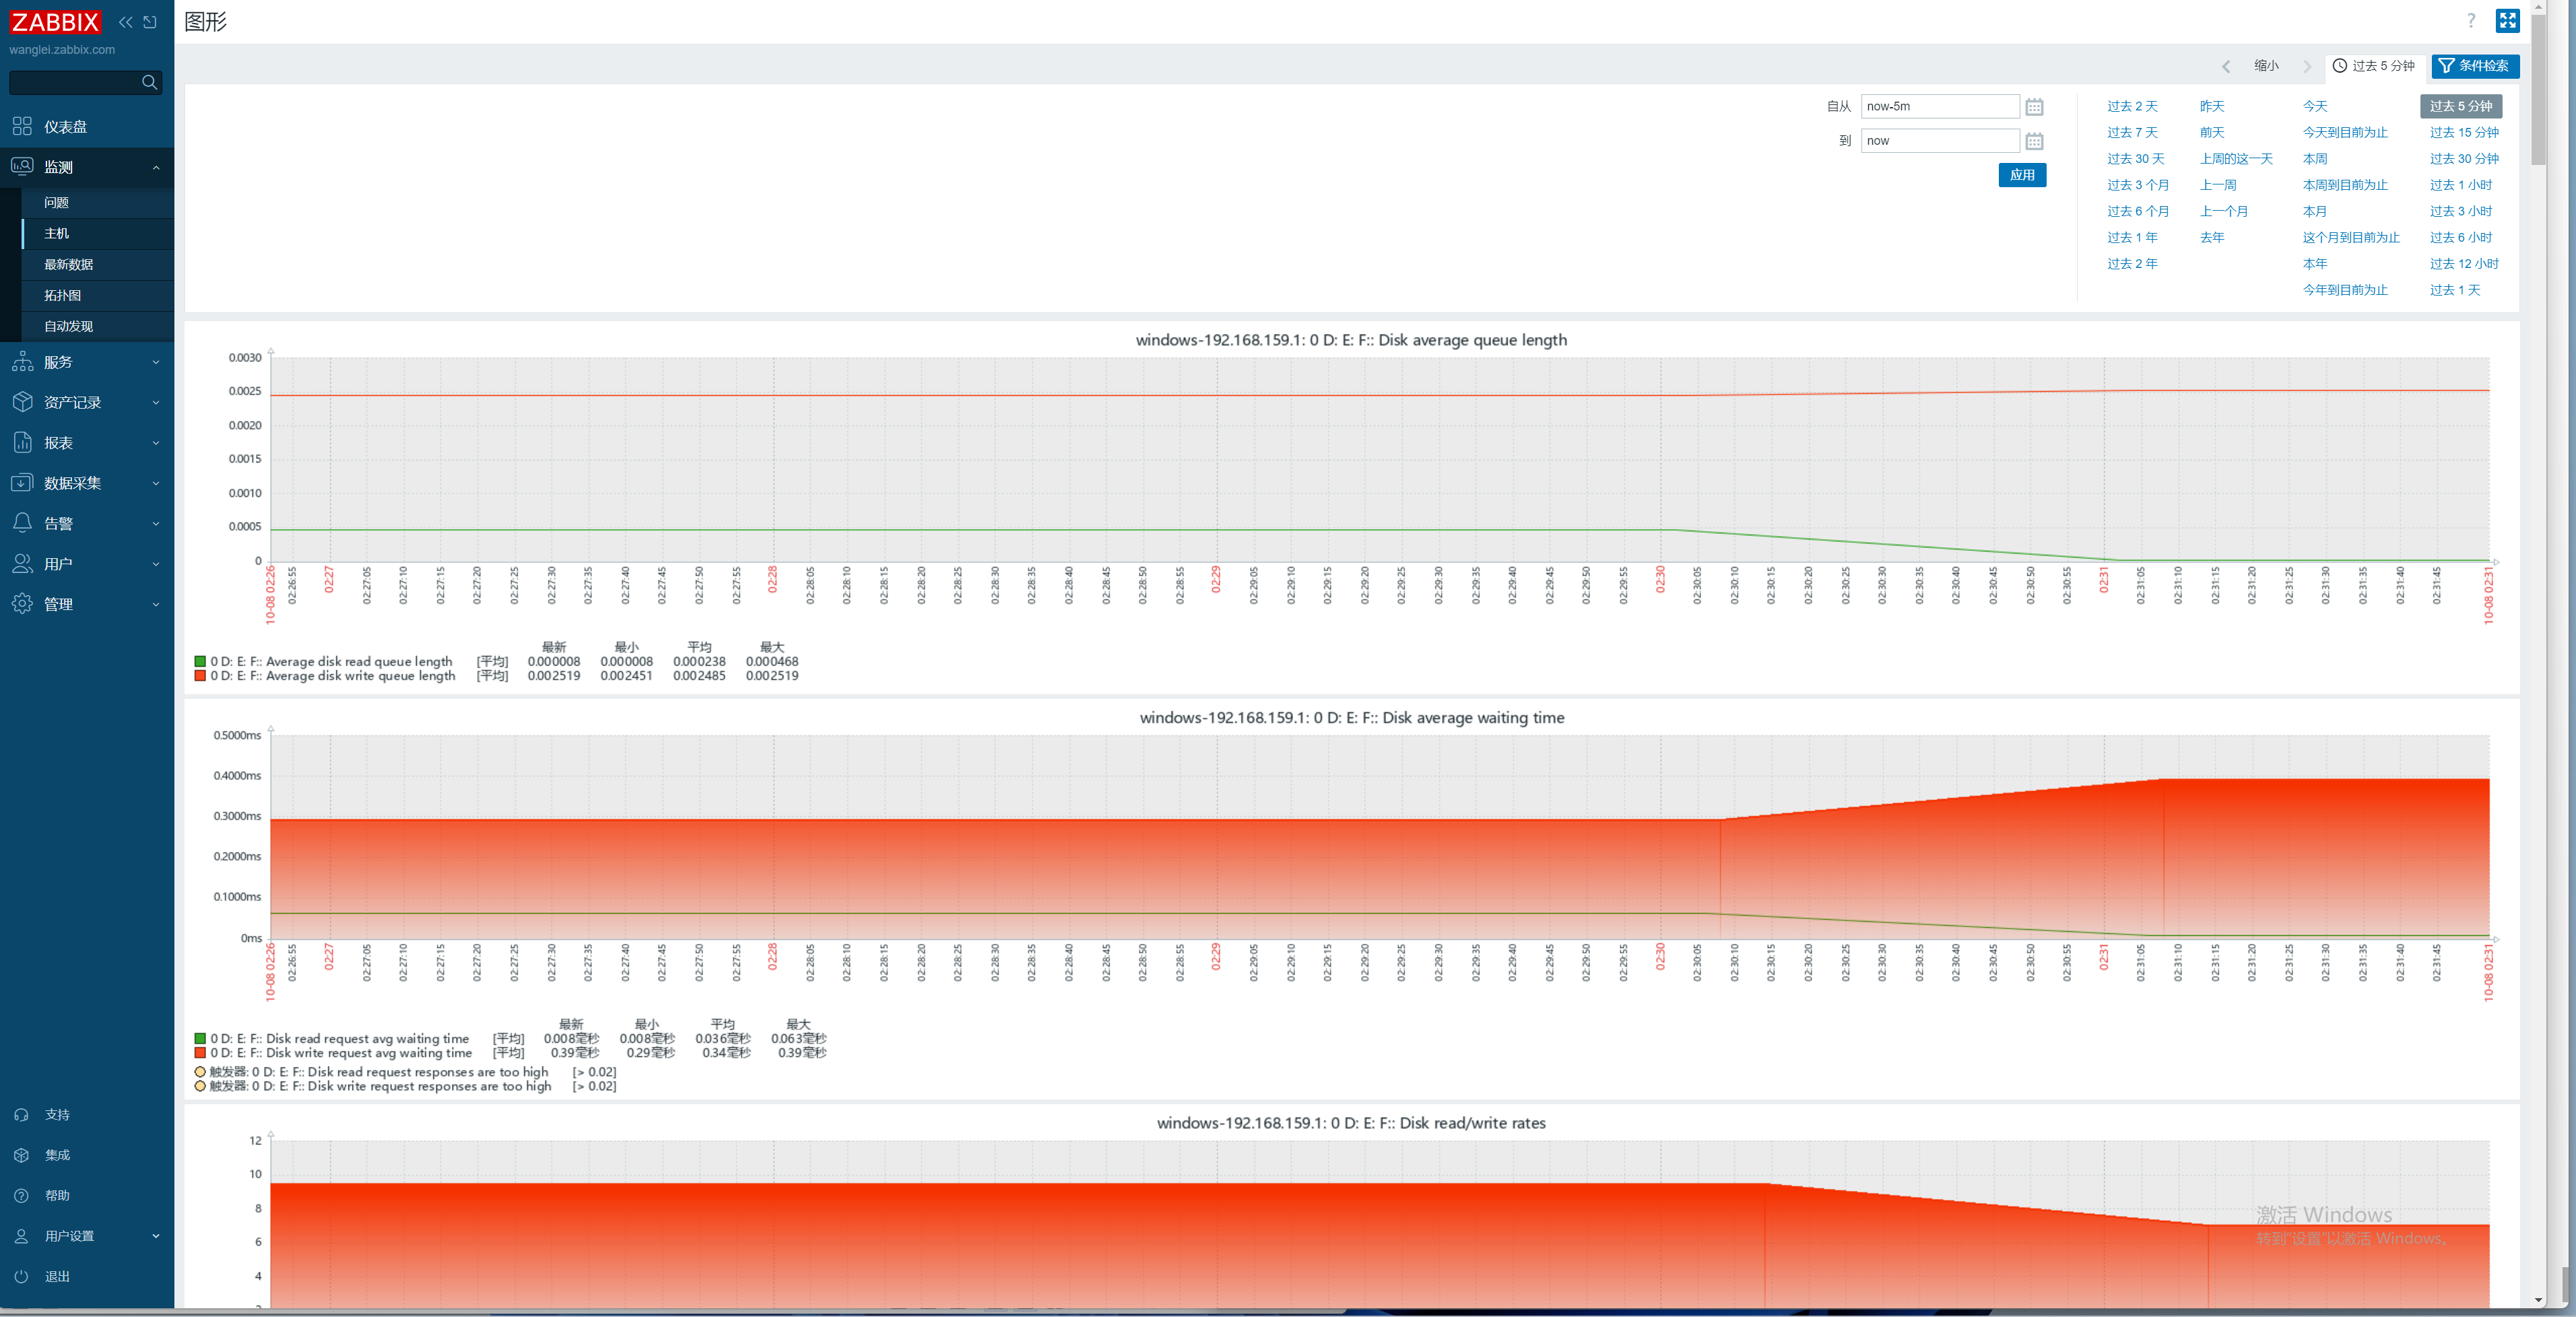 ZABBIX
wanglei.zabbix.com
仪表盘
监测
问题
主机
最新数据
拓扑图
自动发现
服务
资产记录
报表
数据采集
告警
用户
管理
支持
集成
帮助
用户设置
退出
图形
?
缩小
过去 5 分钟
条件检索
自从 now-5m
到 now
应用
过去 2 天 昨天 今天 过去 5 分钟
过去 7 天 前天 今天到目前为止 过去 15 分钟
过去 30 天 上周的这一天 本周 过去 30 分钟
过去 3 个月 上一周 本周到目前为止 过去 1 小时
过去 6 个月 上一个月 本月 过去 3 小时
过去 1 年 去年 这个月到目前为止 过去 6 小时
过去 2 年 本年 过去 12 小时
今年到目前为止 过去 1 天
windows-192.168.159.1: 0 D: E: F:: Disk average queue length
0.0030
0.0025
0.0020
0.0015
0.0010
0.0005
0
10-08 02:26 02:26:55 02:27 02:27:05 02:27:10 02:27:15 02:27:20 02:27:25 02:27:30 02:27:35 02:27:40 02:27:45 02:27:50 02:27:55 02:28 02:28:05 02:28:10 02:28:15 02:28:20 02:28:25 02:28:30 02:28:35 02:28:40 02:28:45 02:28:50 02:28:55 02:29 02:29:05 02:29:10 02:29:15 02:29:20 02:29:25 02:29:30 02:29:35 02:29:40 02:29:45 02:29:50 02:29:55 02:30 02:30:05 02:30:10 02:30:15 02:30:20 02:30:25 02:30:30 02:30:35 02:30:40 02:30:45 02:30:50 02:30:55 02:31 02:31:05 02:31:10 02:31:15 02:31:20 02:31:25 02:31:30 02:31:35 02:31:40 02:31:45 10-08 02:31
最新 最小 平均 最大
0 D: E: F:: Average disk read queue length [平均] 0.000008 0.000008 0.000238 0.000468
0 D: E: F:: Average disk write queue length [平均] 0.002519 0.002451 0.002485 0.002519
windows-192.168.159.1: 0 D: E: F:: Disk average waiting time
0.5000ms
0.4000ms
0.3000ms
0.2000ms
0.1000ms
0ms
10-08 02:26 02:26:55 02:27 02:27:05 02:27:10 02:27:15 02:27:20 02:27:25 02:27:30 02:27:35 02:27:40 02:27:45 02:27:50 02:27:55 02:28 02:28:05 02:28:10 02:28:15 02:28:20 02:28:25 02:28:30 02:28:35 02:28:40 02:28:45 02:28:50 02:28:55 02:29 02:29:05 02:29:10 02:29:15 02:29:20 02:29:25 02:29:30 02:29:35 02:29:40 02:29:45 02:29:50 02:29:55 02:30 02:30:05 02:30:10 02:30:15 02:30:20 02:30:25 02:30:30 02:30:35 02:30:40 02:30:45 02:30:50 02:30:55 02:31 02:31:05 02:31:10 02:31:15 02:31:20 02:31:25 02:31:30 02:31:35 02:31:40 02:31:45 10-08 02:31
最新 最小 平均 最大
0 D: E: F:: Disk read request avg waiting time [平均] 0.008毫秒 0.008毫秒 0.036毫秒 0.063毫秒
0 D: E: F:: Disk write request avg waiting time [平均] 0.39毫秒 0.29毫秒 0.34毫秒 0.39毫秒
触发器: 0 D: E: F:: Disk read request responses are too high [> 0.02]
触发器: 0 D: E: F:: Disk write request responses are too high [> 0.02]
windows-192.168.159.1: 0 D: E: F:: Disk read/write rates
12
10
8
6
4
激活 Windows
转到"设置"以激活 Windows。